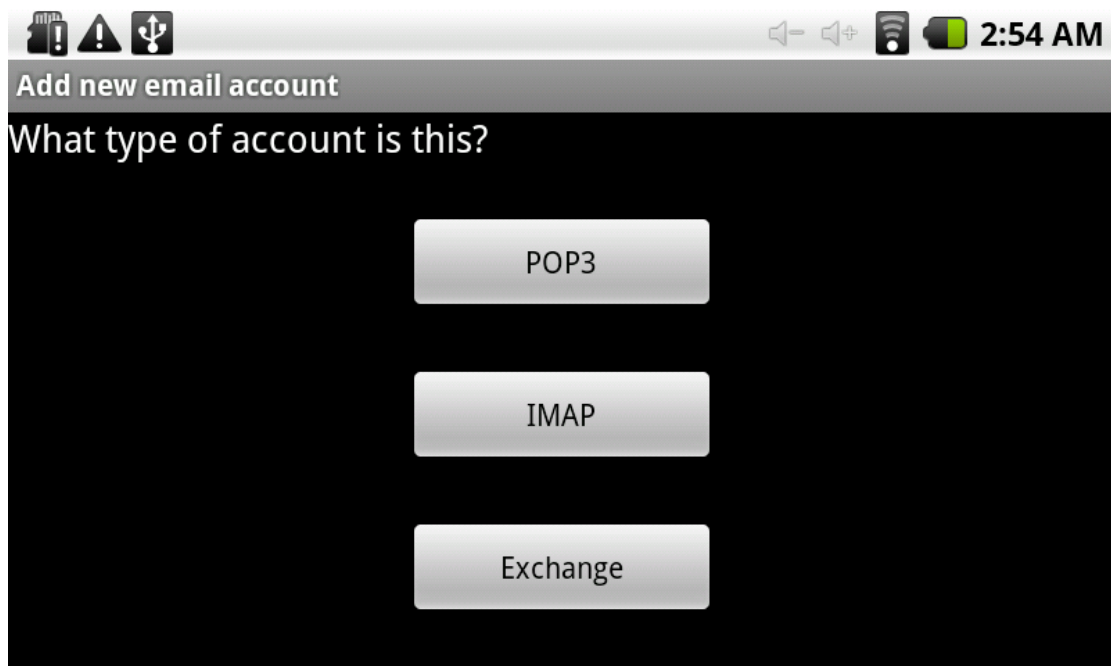 2:54 AM
Add new email account
What type of account is this?
POP3
IMAP
Exchange